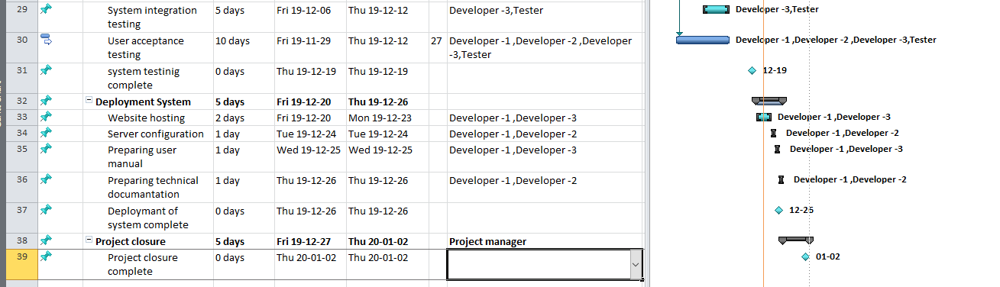 29 System integration 5 days Fri 19-12-06 Thu 19-12-12 Developer -3,Tester Developer -3,Tester
testing
30 User acceptance 10 days Fri 19-11-29 Thu 19-12-12 27 Developer -1 ,Developer -2 ,Developer Developer -1 ,Developer -2 ,Developer -3,Tester
testing -3,Tester
31 system testinig 0 days Thu 19-12-19 Thu 19-12-19 12-19
complete
32 Deployment System 5 days Fri 19-12-20 Thu 19-12-26
33 Website hosting 2 days Fri 19-12-20 Mon 19-12-23 Developer -1 ,Developer -3 Developer -1 ,Developer -3
34 Server configuration 1 day Tue 19-12-24 Tue 19-12-24 Developer -1 ,Developer -2 Developer -1 ,Developer -2
35 Preparing user 1 day Wed 19-12-25 Wed 19-12-25 Developer -1 ,Developer -3 Developer -1 ,Developer -3
manual
36 Preparing technical 1 day Thu 19-12-26 Thu 19-12-26 Developer -1 ,Developer -2 Developer -1 ,Developer -2
documantation
37 Deploymant of 0 days Thu 19-12-26 Thu 19-12-26 12-26
system complete
38 Project closure 5 days Fri 19-12-27 Thu 20-01-02 Project manager
39 Project closure 0 days Thu 20-01-02 Thu 20-01-02 01-02
complete